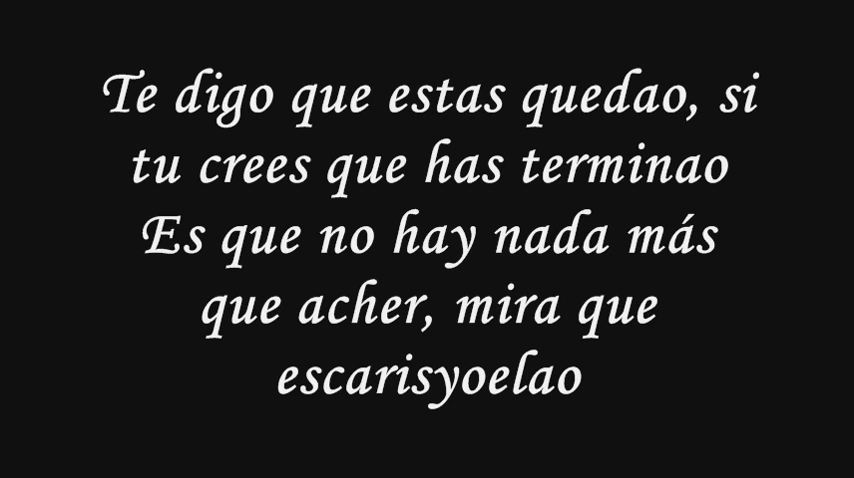 Te digo que estas quedao, si
tu crees que has terminao
Es que no hay nada más
que acher, mira que
escarisyoelao